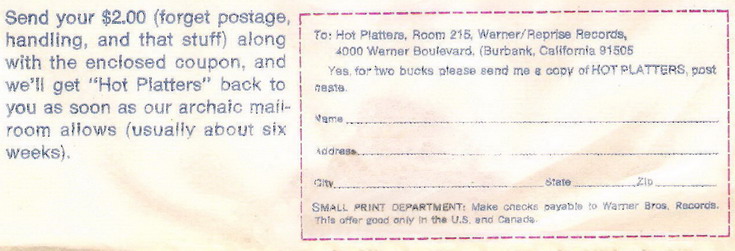 Send your $2.00 (forget postage,
handling, and that stuff) along
with the enclosed coupon, and
we'll get "Hot Platters" back to
you as soon as our archaic mail-
room allows (usually about six
weeks).
To: Hot Platters, Room 215, Warner/Reprise Records,
4000 Warner Boulevard, (Burbank, California 91505
Yes, for two bucks please send me a copy of HOT PLATTERS, post
haste.
Name
Address
City State Zip
SMALL PRINT DEPARTMENT: Make checks payable to Warner Bros. Records.
This offer good only in the U.S. and Canada.